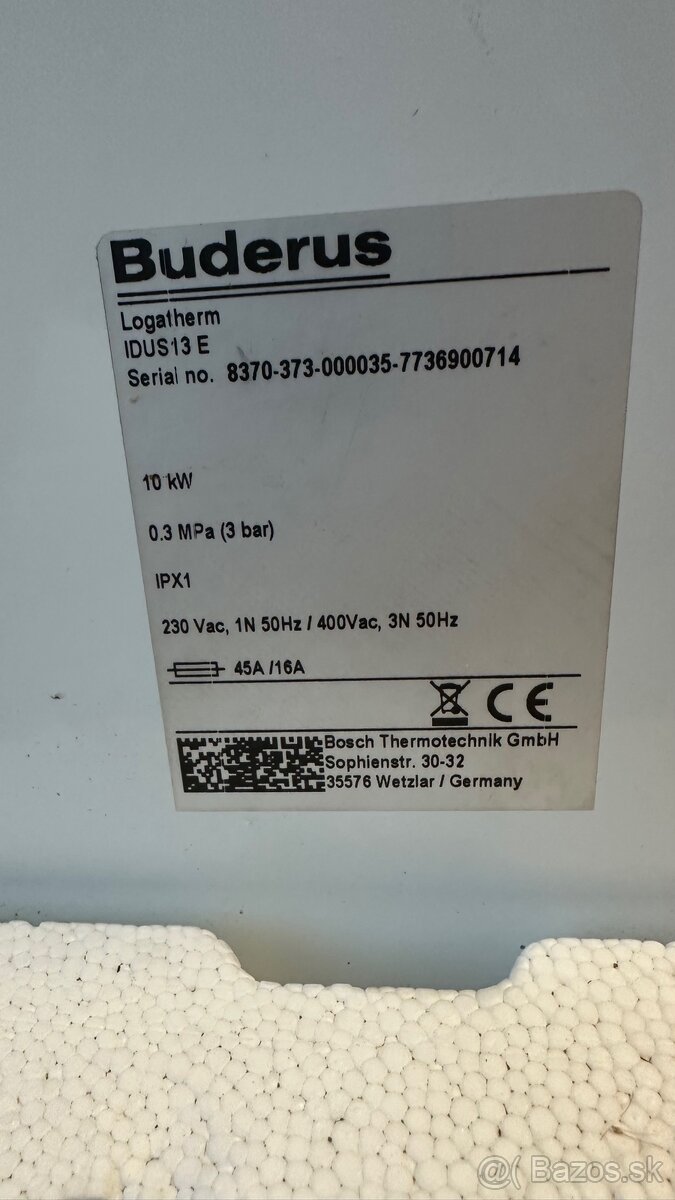 Buderus
Logatherm
IDUS13 E
Serial no. 8370-373-000035-7736900714
10 kW
0.3 MPa (3 bar)
IPX1
230 Vac, 1N 50Hz / 400Vac, 3N 50Hz
45A /16A
CE
Bosch Thermotechnik GmbH
Sophienstr. 30-32
35576 Wetzlar / Germany
@( Bazos.sk